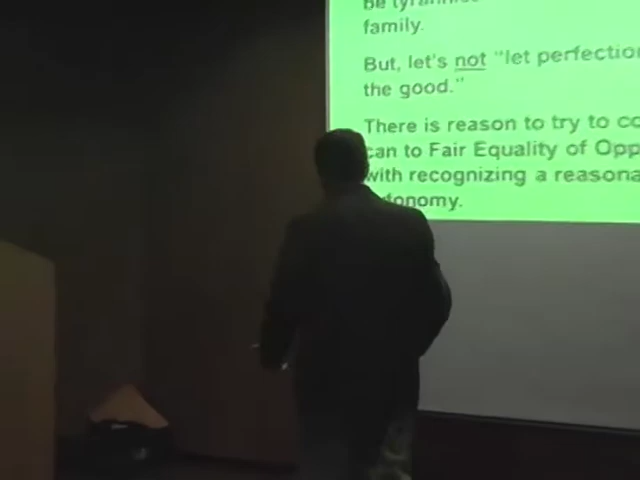 family.
But, let's not "let perfectio
the good."
There is reason to try to co
can to Fair Equality of Opp
with recognizing a reasona
onomy.